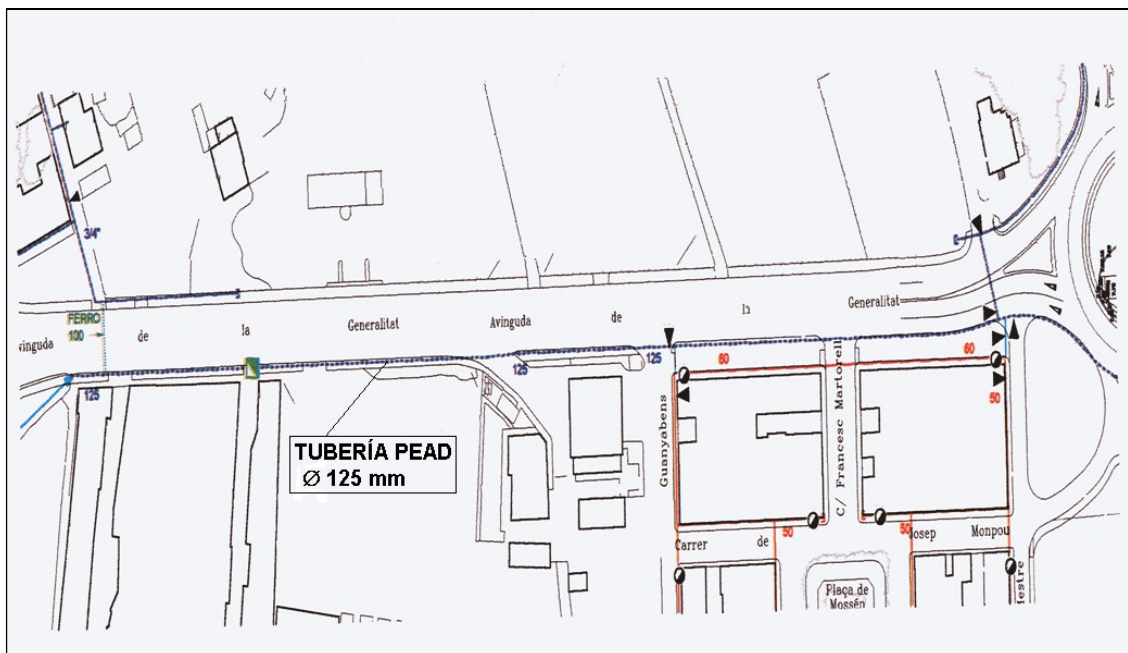 3/4"
FERRO
100
vinguda
de
la
Generalitat
Avinguda
de
la
Generalitat
125
125
125
60
60
50
TUBERÍA PEAD
Ø 125 mm
Guanyabens
C/ Francesc Martorell
Carrer de
50
50
Josep Monpou
Plaça de
Mossèn
Mestre